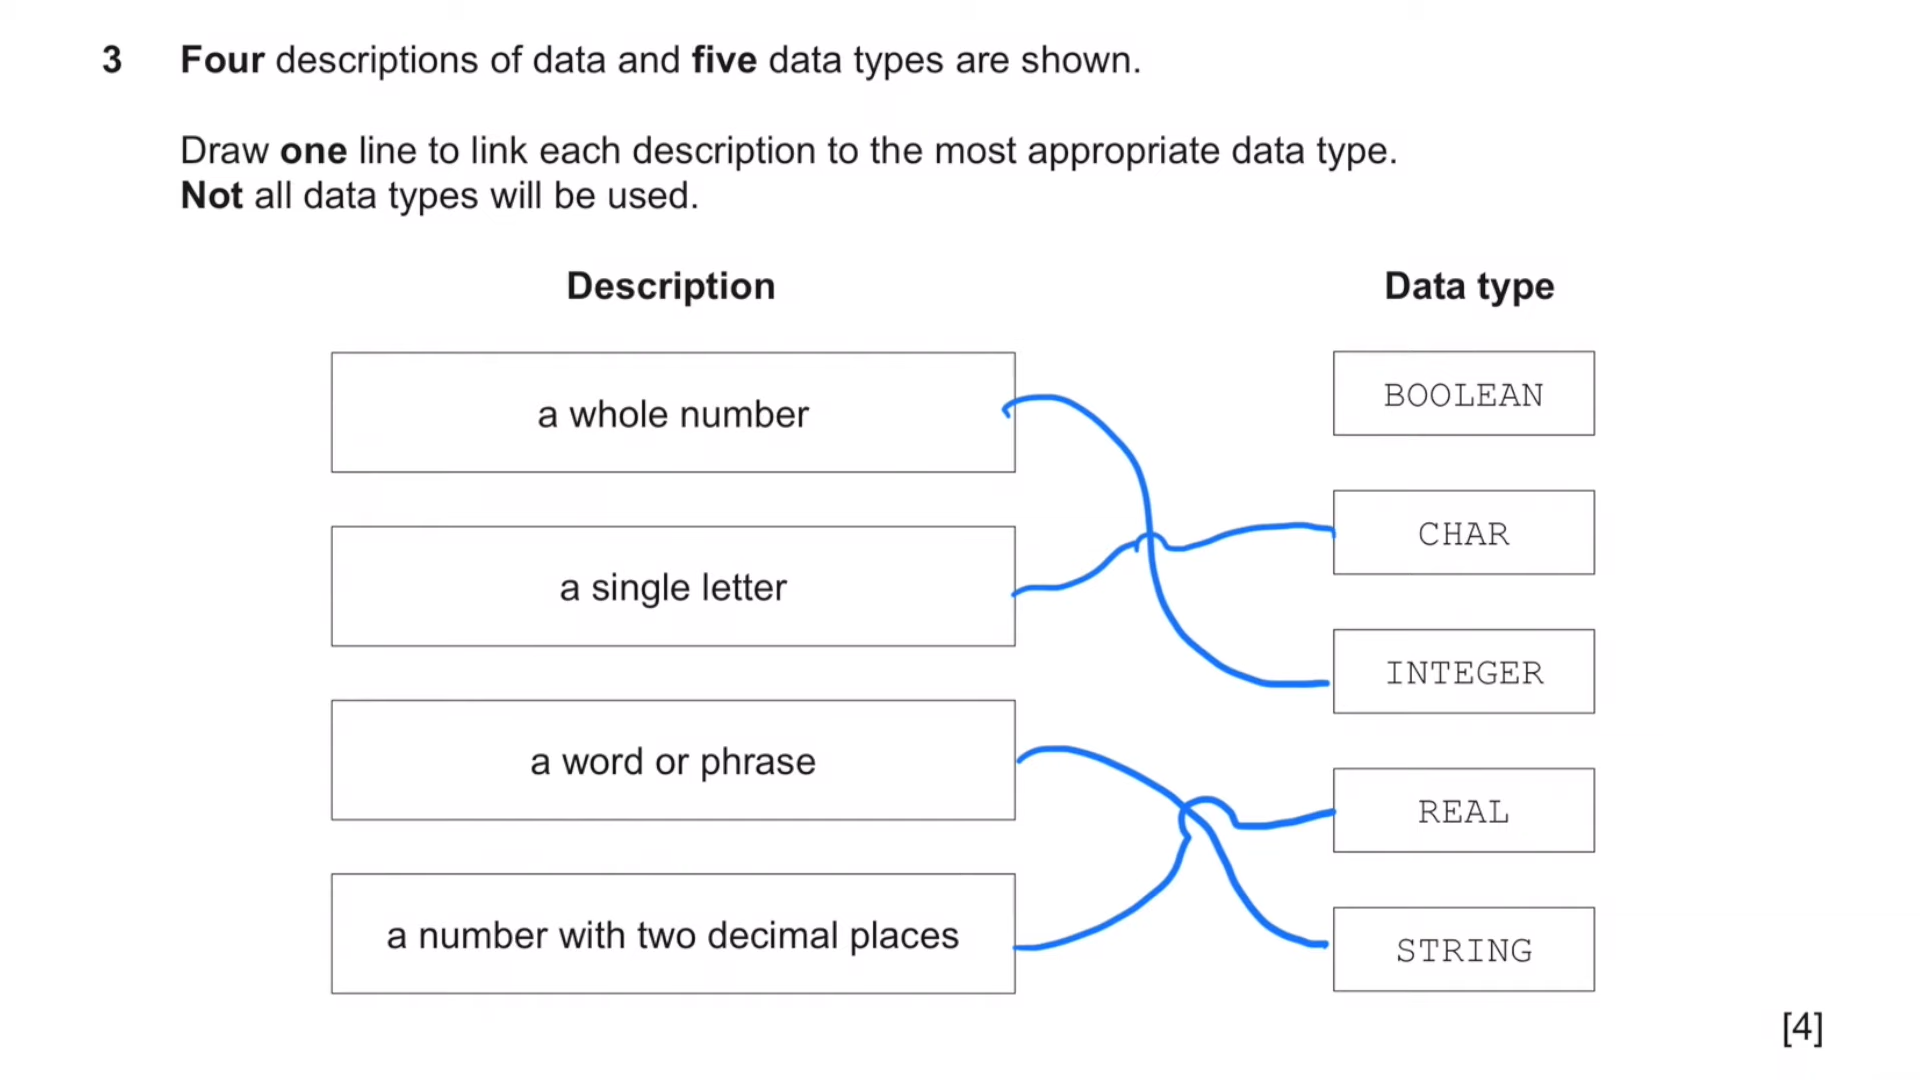 3 Four descriptions of data and five data types are shown.
Draw one line to link each description to the most appropriate data type.
Not all data types will be used.
Description
Data type
a whole number
a single letter
a word or phrase
a number with two decimal places
BOOLEAN
CHAR
INTEGER
REAL
STRING
[4]